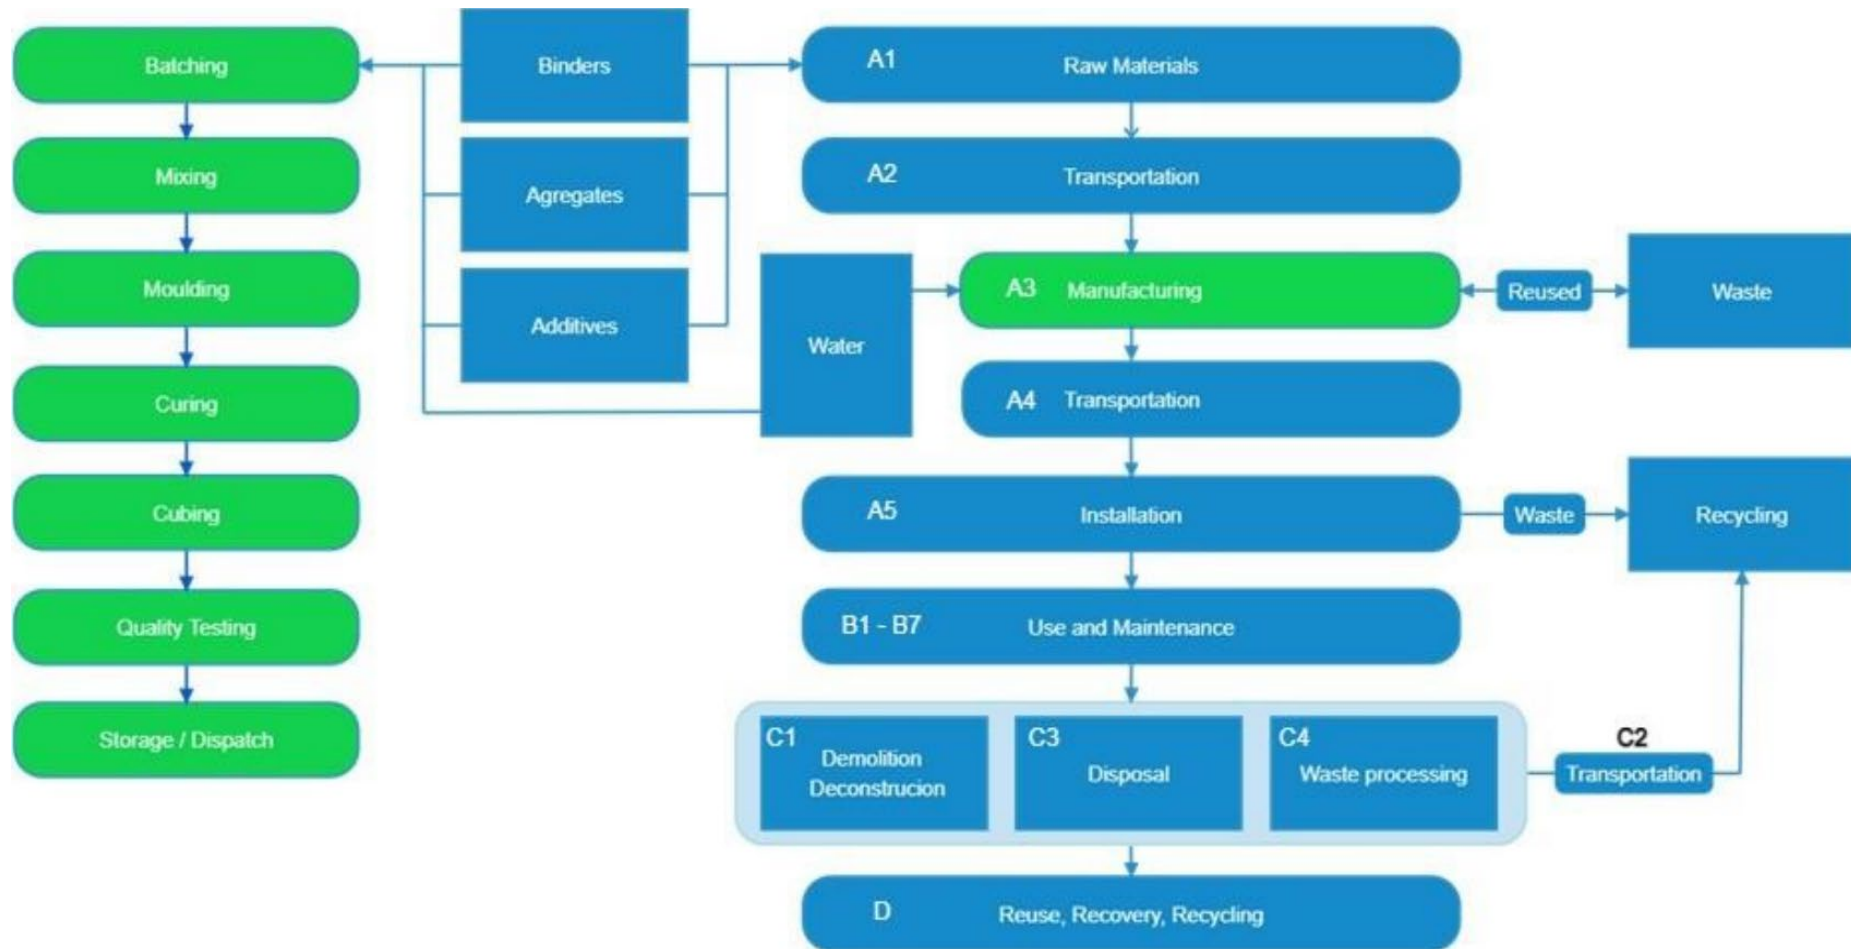 Batching
Mixing
Moulding
Curing
Cubing
Quality Testing
Storage / Dispatch
Binders
Agregates
Additives
Water
A1 Raw Materials
A2 Transportation
A3 Manufacturing
Reused
Waste
A4 Transportation
A5 Installation
Waste
Recycling
B1 - B7 Use and Maintenance
C1
Demolition
Deconstrucion
C3
Disposal
C4
Waste processing
C2
Transportation
D Reuse, Recovery, Recycling